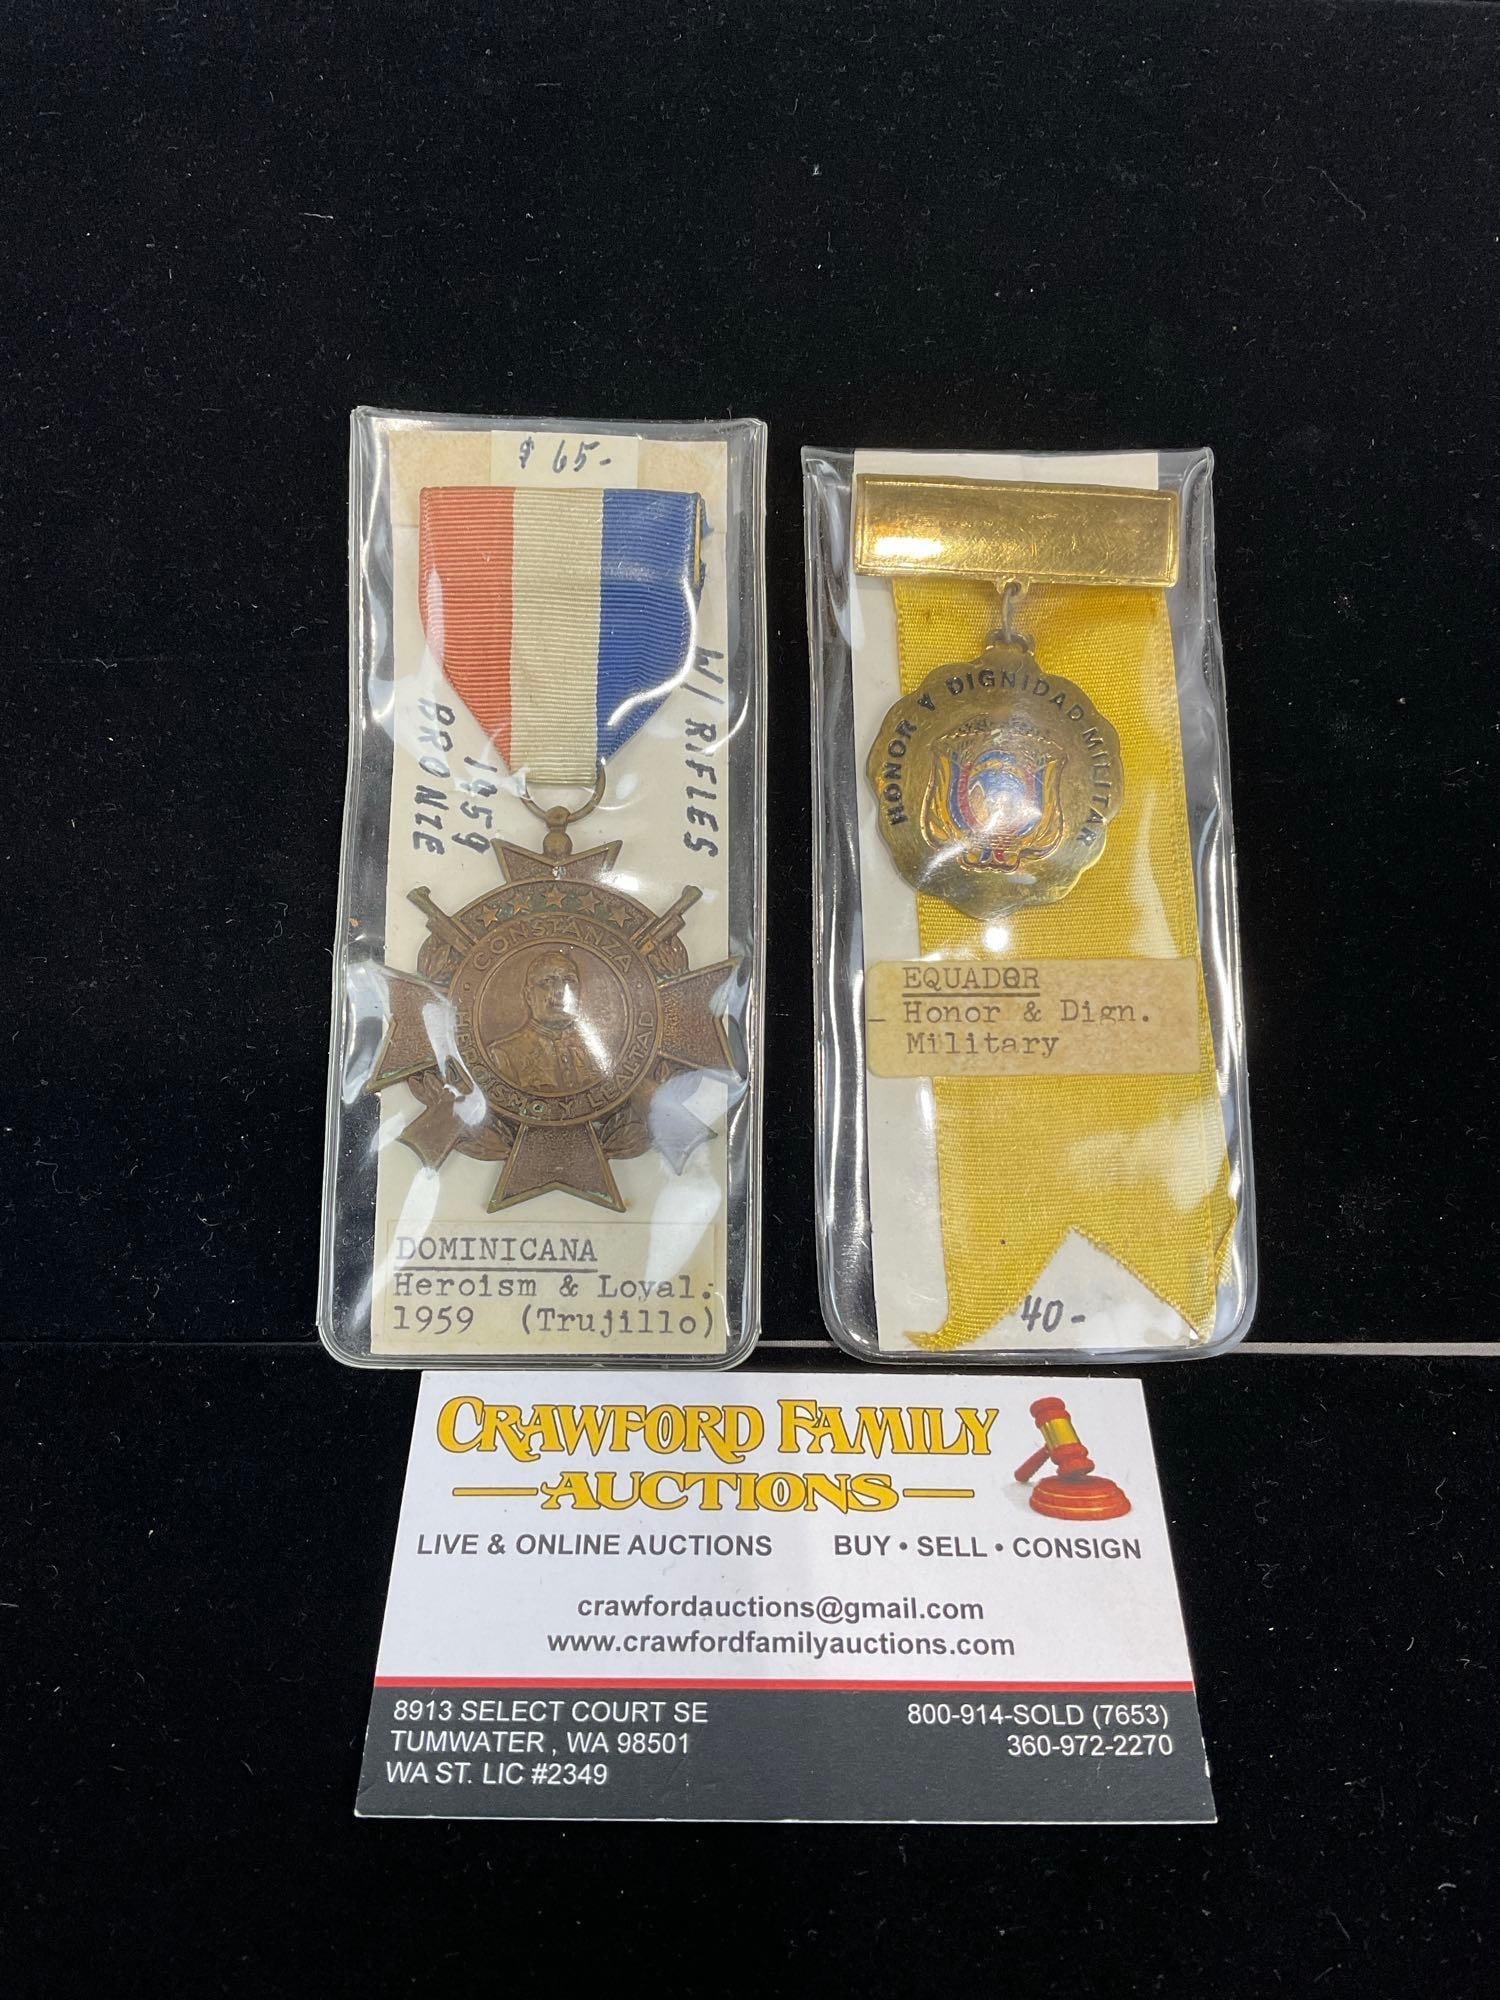 $ 65-
W/ RIFLES
1959
BRONZE
CONSTANZA
HEROISMO Y LEALTAD
DOMINICANA
Heroism & Loyal.
1959 (Trujillo)
HONOR A DIGNIDAD MILITAR
EQUADOR
- Honor & Dign.
Military
40-
CRAWFORD FAMILY
AUCTIONS
LIVE & ONLINE AUCTIONS BUY • SELL • CONSIGN
crawfordauctions@gmail.com
www.crawfordfamilyauctions.com
8913 SELECT COURT SE
TUMWATER , WA 98501
WA ST. LIC #2349
800-914-SOLD (7653)
360-972-2270